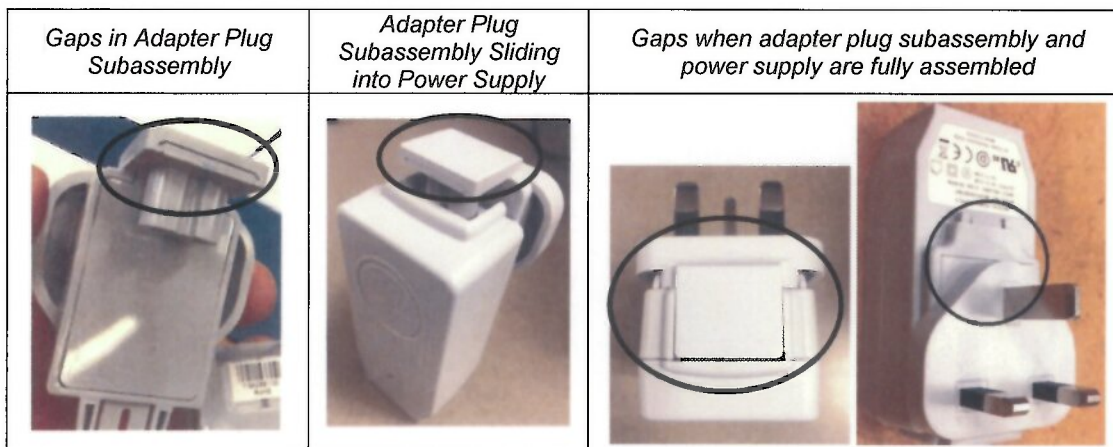 Gaps in Adapter Plug
Subassembly
Adapter Plug
Subassembly Sliding
into Power Supply
Gaps when adapter plug subassembly and
power supply are fully assembled